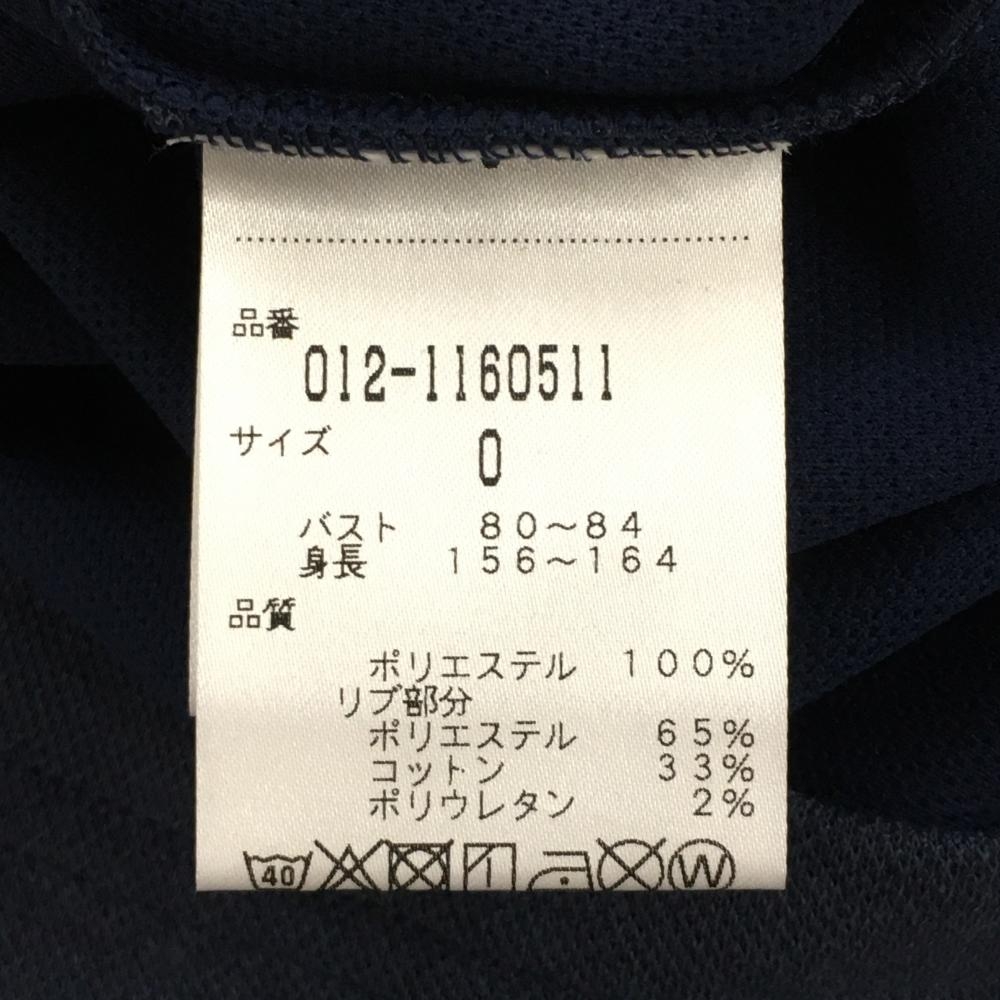 品番
012-1160511
サイズ 0
バスト 80〜84
身長 156〜164
品質
ポリエステル 100%
リブ部分
ポリエステル 65%
コットン 33%
ポリウレタン 2%
40 W